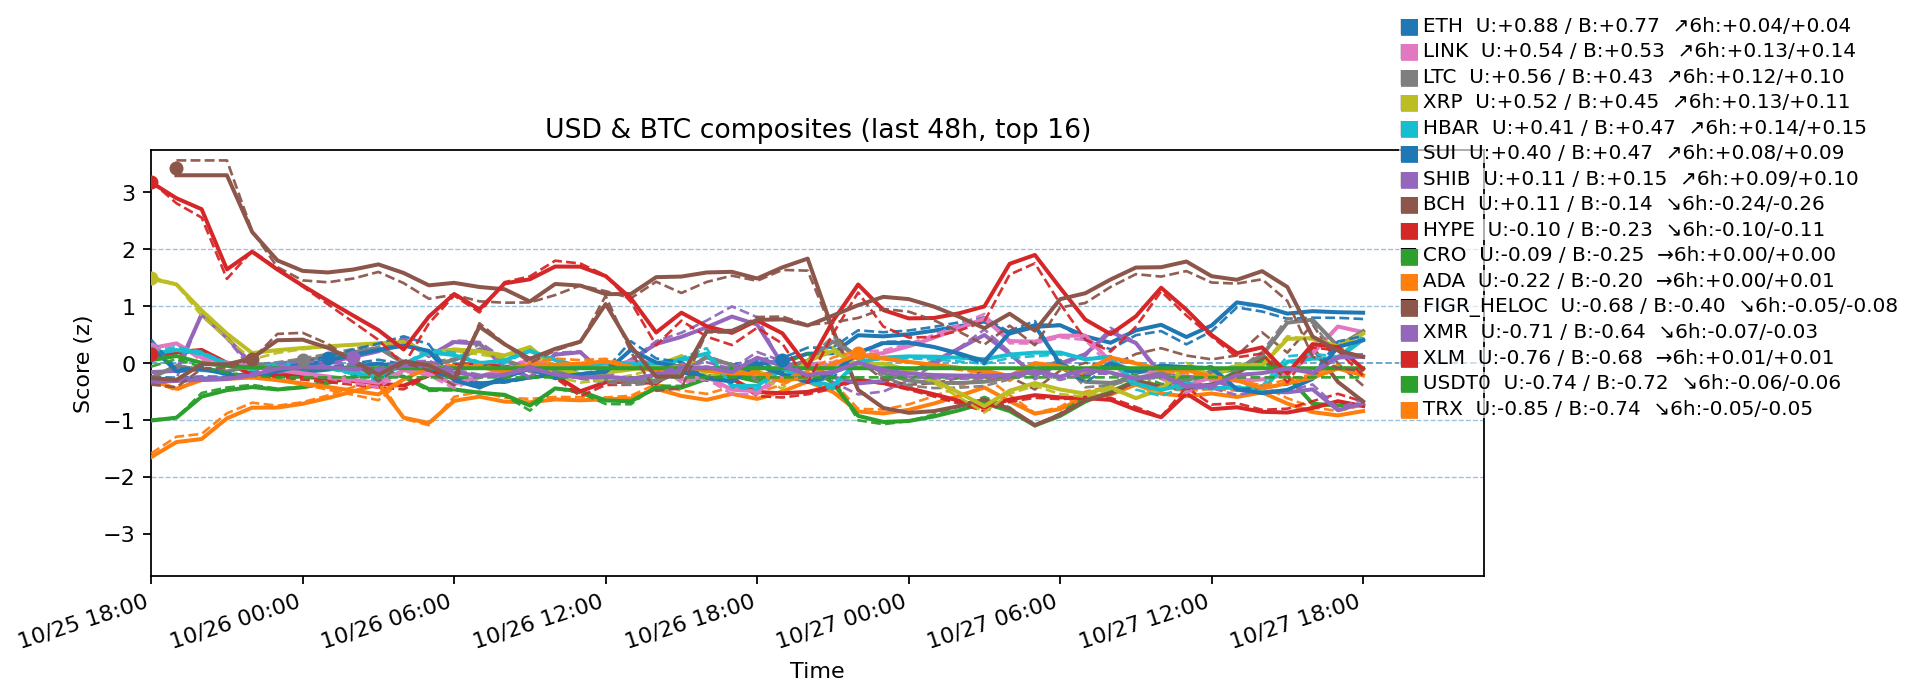 ETH U:+0.88 / B:+0.77 ↗6h:+0.04/+0.04
LINK U:+0.54 / B:+0.53 ↗6h:+0.13/+0.14
LTC U:+0.56 / B:+0.43 ↗6h:+0.12/+0.10
XRP U:+0.52 / B:+0.45 ↗6h:+0.13/+0.11
HBAR U:+0.41 / B:+0.47 ↗6h:+0.14/+0.15
SUI U:+0.40 / B:+0.47 ↗6h:+0.08/+0.09
SHIB U:+0.11 / B:+0.15 ↗6h:+0.09/+0.10
BCH U:+0.11 / B:-0.14 ↘6h:-0.24/-0.26
HYPE U:-0.10 / B:-0.23 ↘6h:-0.10/-0.11
CRO U:-0.09 / B:-0.25 →6h:+0.00/+0.00
ADA U:-0.22 / B:-0.20 →6h:+0.00/+0.01
FIGR_HELOC U:-0.68 / B:-0.40 ↘6h:-0.05/-0.08
XMR U:-0.71 / B:-0.64 ↘6h:-0.07/-0.03
XLM U:-0.76 / B:-0.68 →6h:+0.01/+0.01
USDT0 U:-0.74 / B:-0.72 ↘6h:-0.06/-0.06
TRX U:-0.85 / B:-0.74 ↘6h:-0.05/-0.05
USD & BTC composites (last 48h, top 16)
Score (z)
3
2
1
0
−1
−2
−3
10/25 18:00
10/26 00:00
10/26 06:00
10/26 12:00
10/26 18:00
10/27 00:00
10/27 06:00
10/27 12:00
10/27 18:00
Time